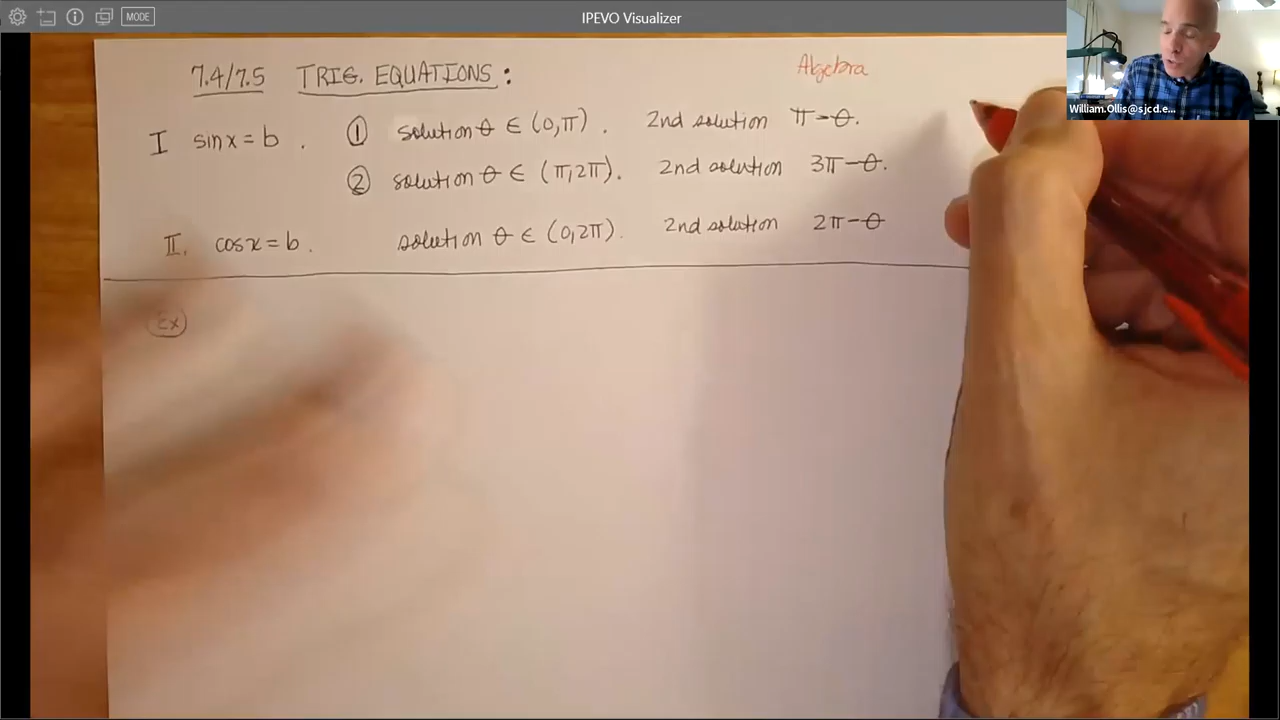 MODE
IPEVO Visualizer
William.Ollis@sjcd.e...
7.4/7.5 TRIG. EQUATIONS :
Algebra
I sinx = b . ① solution θ ∈ (0,π) . 2nd solution π-θ.
② solution θ ∈ (π,2π). 2nd solution 3π-θ.
II. cosx = b . solution θ ∈ (0,2π). 2nd solution 2π-θ
Ex